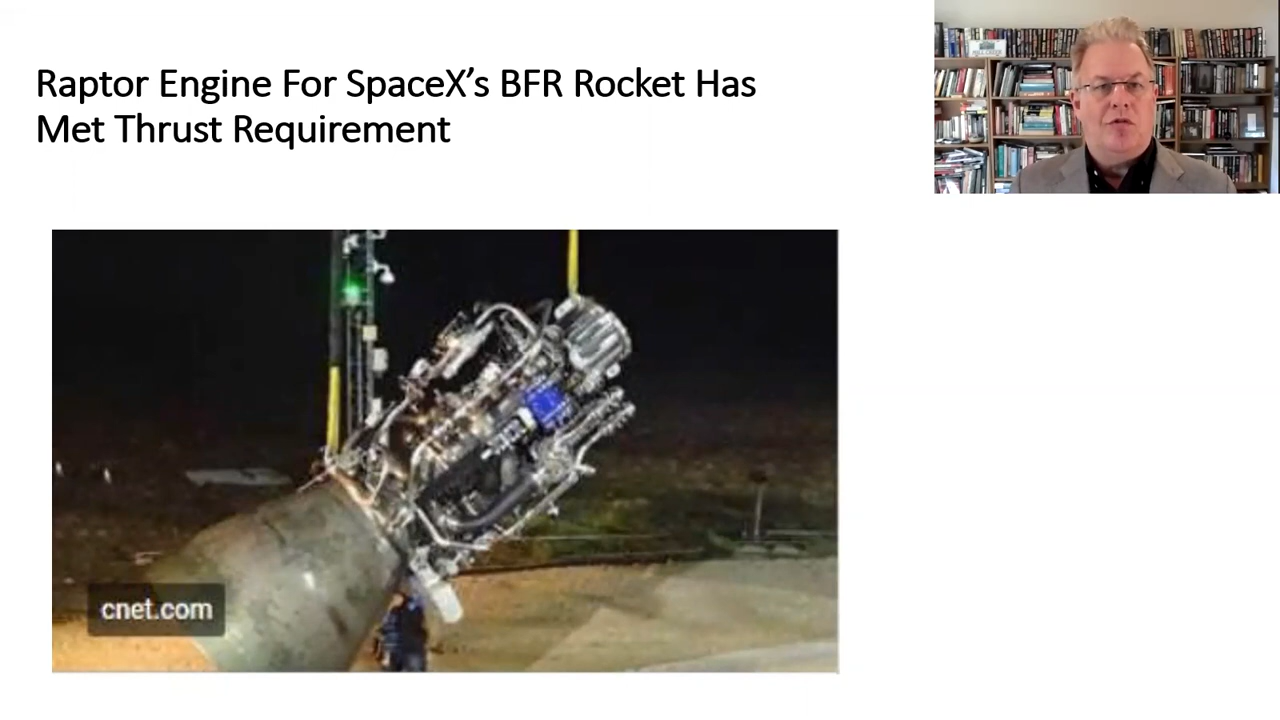 Raptor Engine For SpaceX’s BFR Rocket Has
Met Thrust Requirement
cnet.com